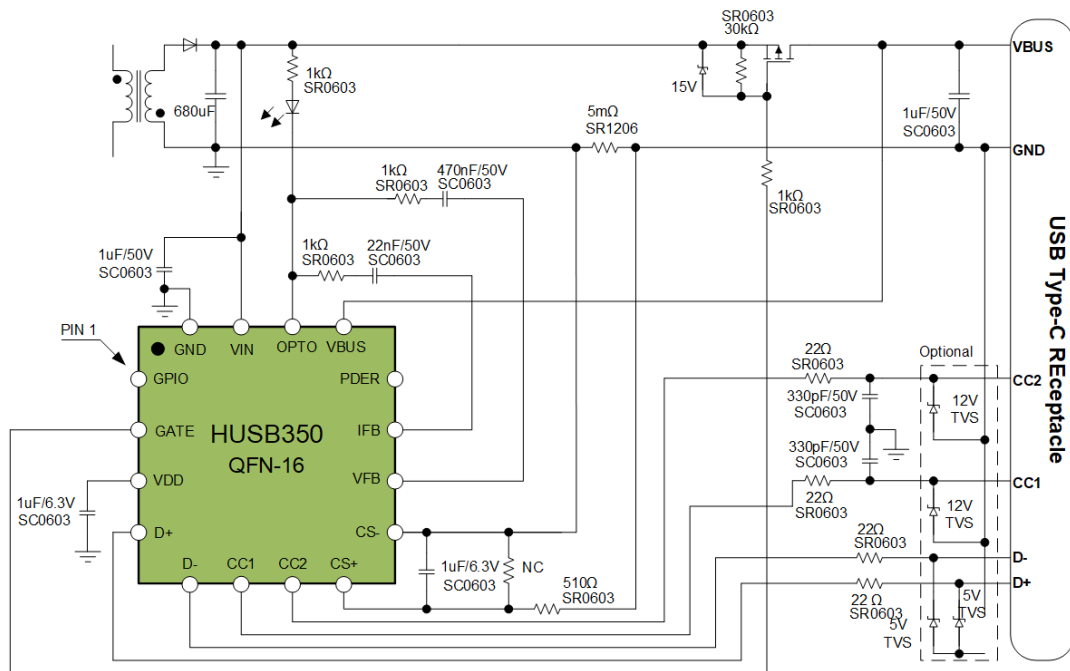 SR0603
30kΩ
VBUS
1kΩ
SR0603
15V
680uF
5mΩ
SR1206
1uF/50V
SC0603
GND
1kΩ
SR0603
470nF/50V
SC0603
1kΩ
SR0603
1kΩ
SR0603
22nF/50V
SC0603
1uF/50V
SC0603
USB Type-C REceptacle
PIN 1
GND
VIN
OPTO
VBUS
GPIO
PDER
GATE
IFB
HUSB350
QFN-16
VDD
VFB
D+
CS-
D-
CC1
CC2
CS+
1uF/6.3V
SC0603
1uF/6.3V
SC0603
NC
510Ω
SR0603
22Ω
SR0603
Optional
330pF/50V
SC0603
12V
TVS
CC2
330pF/50V
SC0603
22Ω
SR0603
12V
TVS
CC1
22Ω
SR0603
D-
22 Ω
SR0603
D+
5V
TVS
5V
TVS